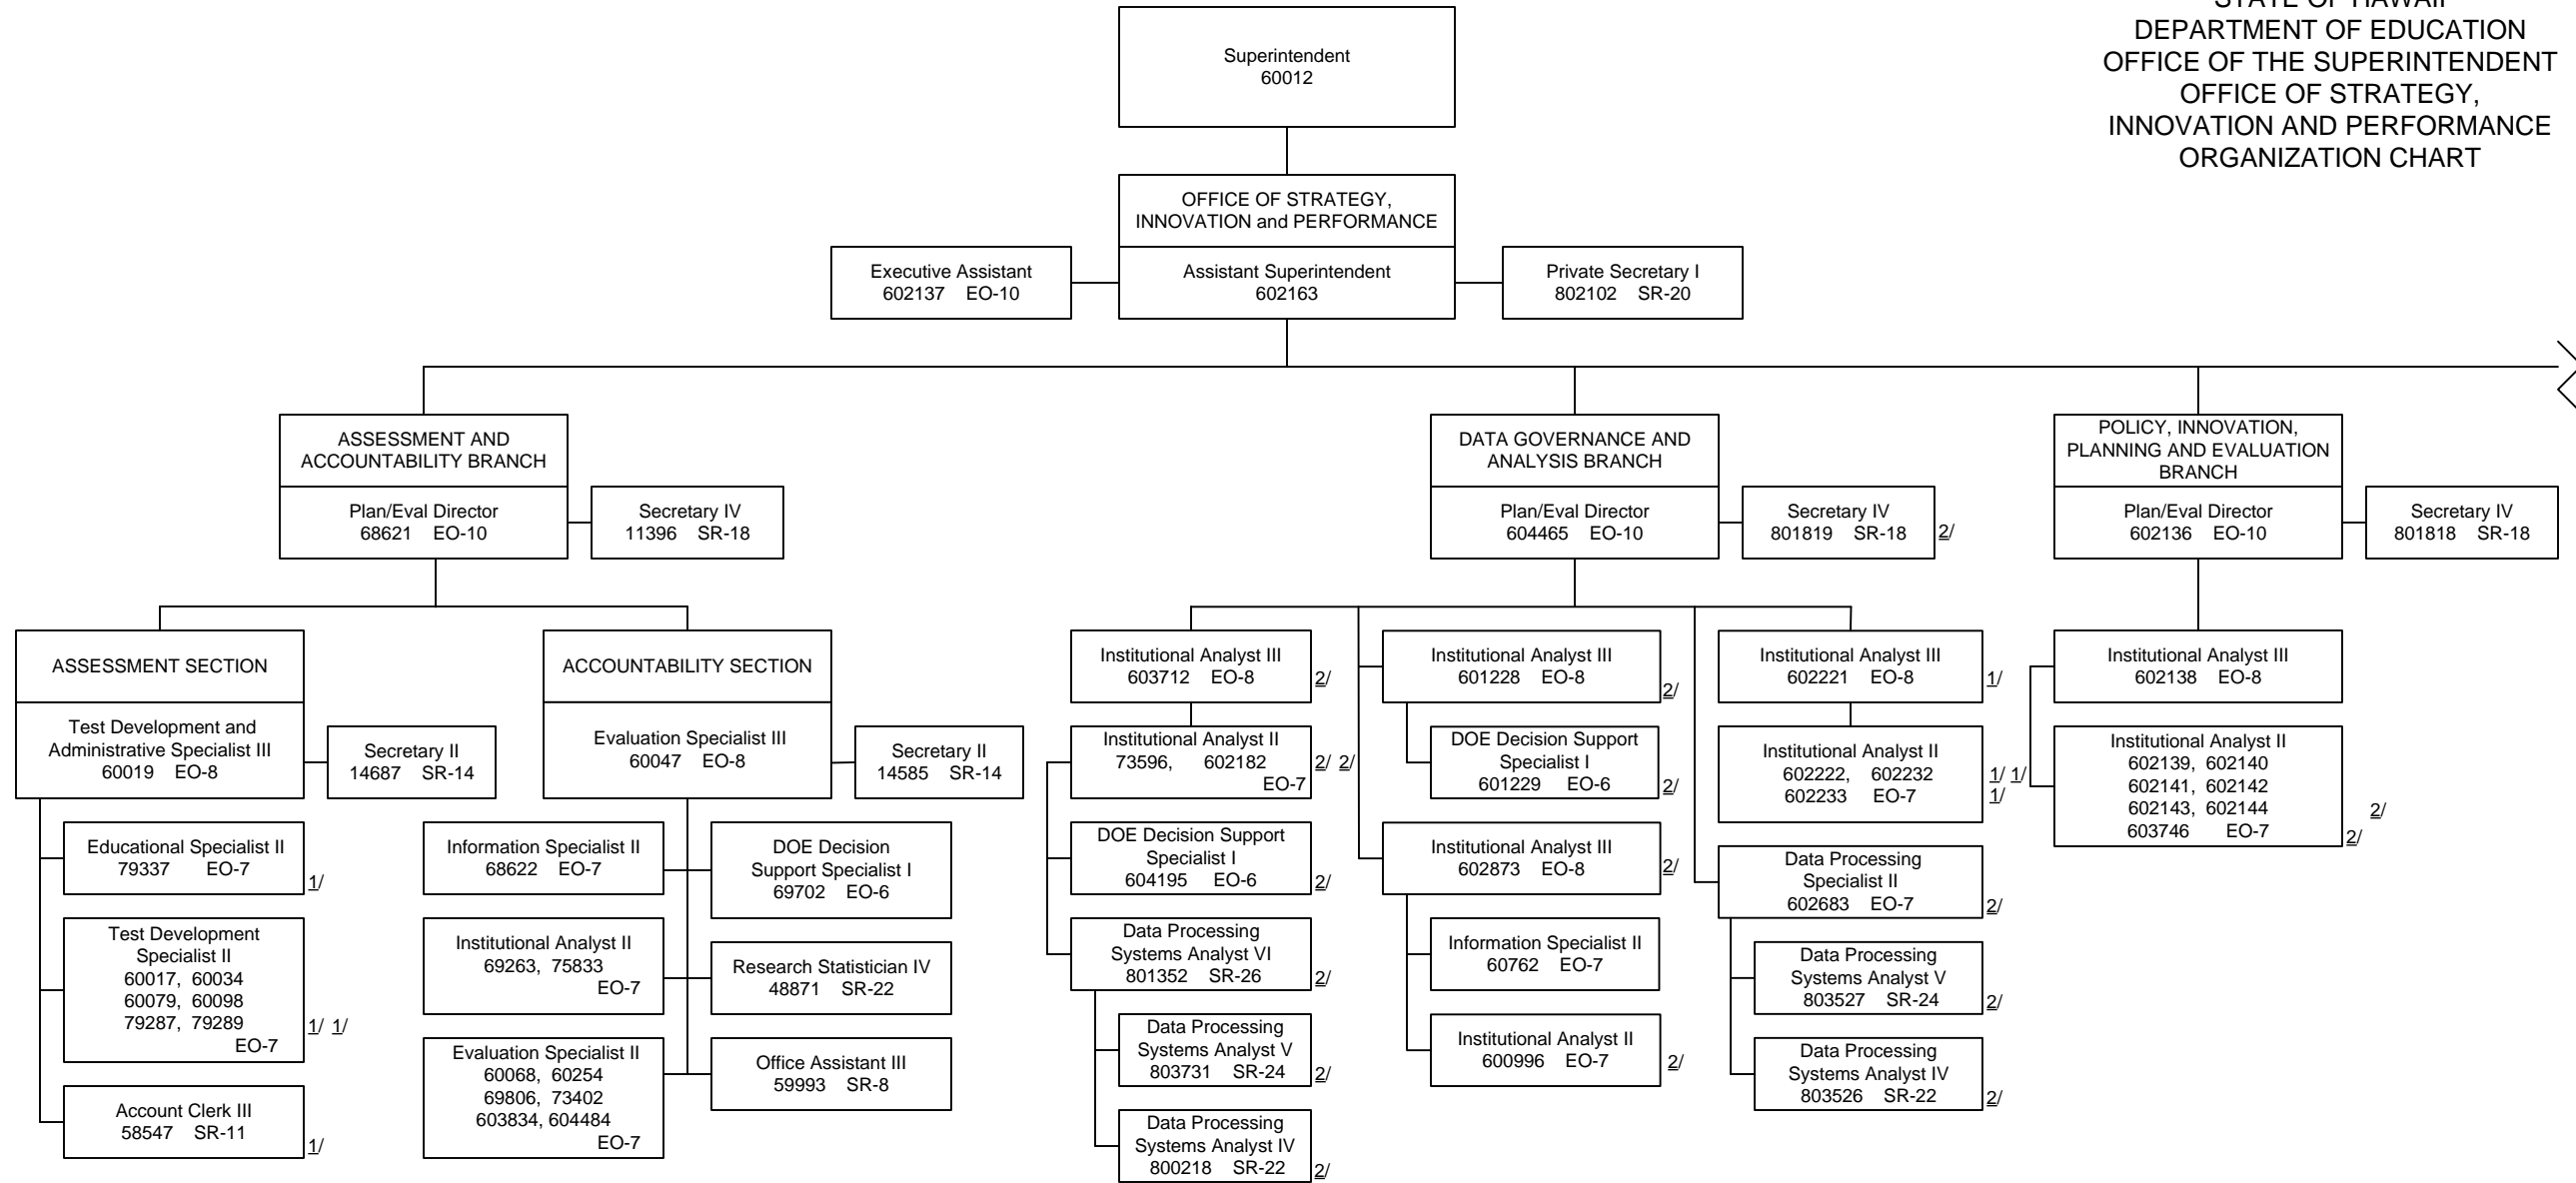 STATE OF HAWAII
DEPARTMENT OF EDUCATION
OFFICE OF THE SUPERINTENDENT
OFFICE OF STRATEGY,
INNOVATION AND PERFORMANCE
ORGANIZATION CHART
Superintendent
60012
OFFICE OF STRATEGY,
INNOVATION and PERFORMANCE
Executive Assistant
602137 EO-10
Assistant Superintendent
602163
Private Secretary I
802102 SR-20
ASSESSMENT AND
ACCOUNTABILITY BRANCH
Plan/Eval Director
68621 EO-10
Secretary IV
11396 SR-18
DATA GOVERNANCE AND
ANALYSIS BRANCH
Plan/Eval Director
604465 EO-10
Secretary IV
801819 SR-18
2/
POLICY, INNOVATION,
PLANNING AND EVALUATION
BRANCH
Plan/Eval Director
602136 EO-10
Secretary IV
801818 SR-18
ASSESSMENT SECTION
Test Development and
Administrative Specialist III
60019 EO-8
Secretary II
14687 SR-14
Educational Specialist II
79337 EO-7
1/
Test Development
Specialist II
60017, 60034
60079, 60098
79287, 79289
1/ 1/
EO-7
Account Clerk III
58547 SR-11
1/
ACCOUNTABILITY SECTION
Evaluation Specialist III
60047 EO-8
Secretary II
14585 SR-14
Information Specialist II
68622 EO-7
DOE Decision
Support Specialist I
69702 EO-6
Institutional Analyst II
69263, 75833
EO-7
Research Statistician IV
48871 SR-22
Evaluation Specialist II
60068, 60254
69806, 73402
603834, 604484
EO-7
Office Assistant III
59993 SR-8
Institutional Analyst III
603712 EO-8
2/
Institutional Analyst II
73596, 602182
2/ 2/
EO-7
DOE Decision Support
Specialist I
604195 EO-6
2/
Data Processing
Systems Analyst VI
801352 SR-26
2/
Data Processing
Systems Analyst V
803731 SR-24
2/
Data Processing
Systems Analyst IV
800218 SR-22
2/
Institutional Analyst III
601228 EO-8
2/
DOE Decision Support
Specialist I
601229 EO-6
2/
Institutional Analyst III
602873 EO-8
2/
Information Specialist II
60762 EO-7
Institutional Analyst II
600996 EO-7
2/
Institutional Analyst III
602221 EO-8
1/
Institutional Analyst II
602222, 602232
1/ 1/
602233 EO-7
1/
Data Processing
Specialist II
602683 EO-7
2/
Data Processing
Systems Analyst V
803527 SR-24
2/
Data Processing
Systems Analyst IV
803526 SR-22
2/
Institutional Analyst III
602138 EO-8
Institutional Analyst II
602139, 602140
602141, 602142
602143, 602144
2/
603746 EO-7
2/